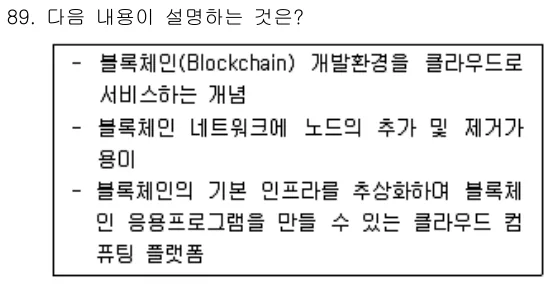 89. 다음 내용이 설명하는 것은?
- 블록체인(Blockchain) 개발환경을 클라우드로
서비스하는 개념
- 블록체인 네트워크에 노드의 추가 및 제거가
용이
- 블록체인의 기본 인프라를 추상화하여 블록체
인 응용프로그램을 만들 수 있는 클라우드 컴
퓨팅 플랫폼